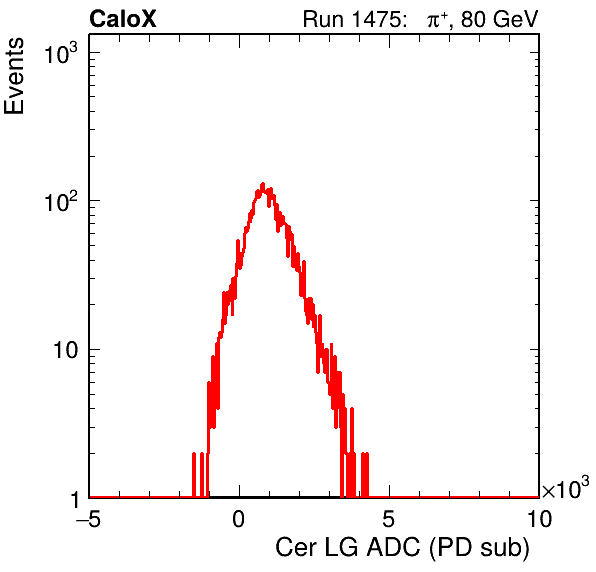 CaloX Run 1475: π⁺, 80 GeV
Events
10³
10²
10
1
−5 0 5 10 ×10³
Cer LG ADC (PD sub)